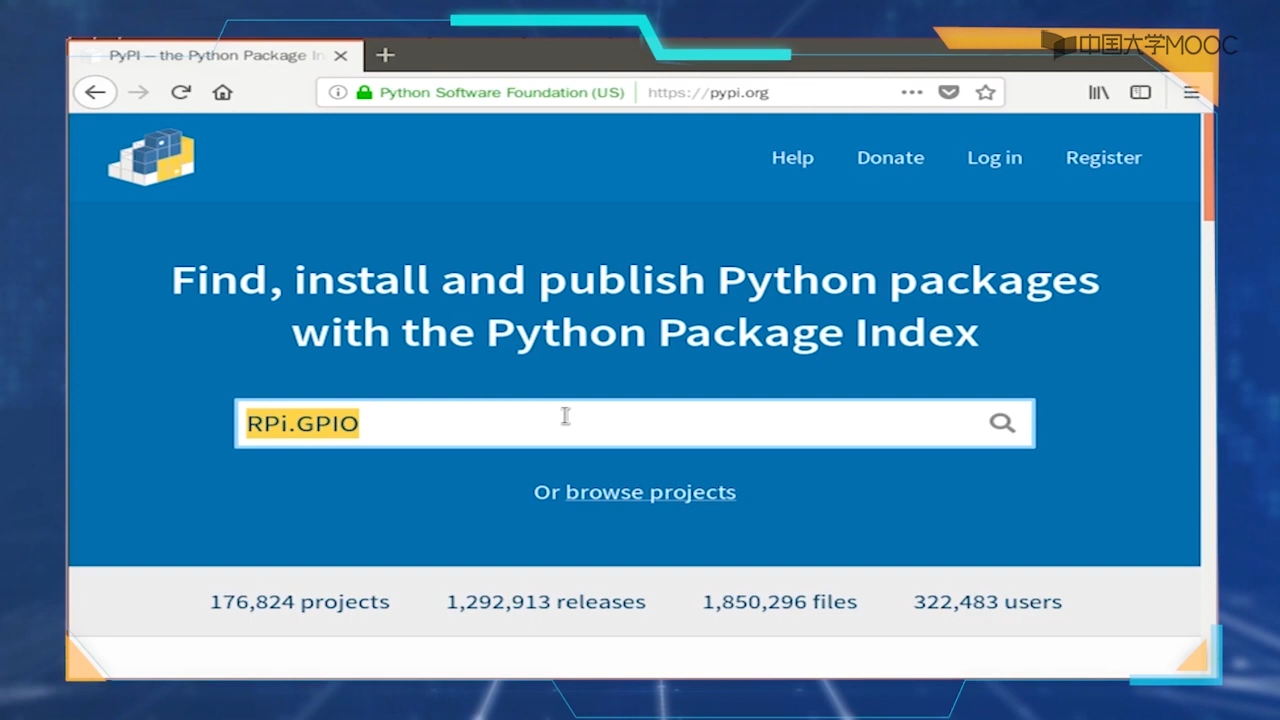 中国大学MOOC
PyPI – the Python Package In
Python Software Foundation (US)
https://pypi.org
Help
Donate
Log in
Register
Find, install and publish Python packages
with the Python Package Index
RPi.GPIO
Or browse projects
176,824 projects
1,292,913 releases
1,850,296 files
322,483 users